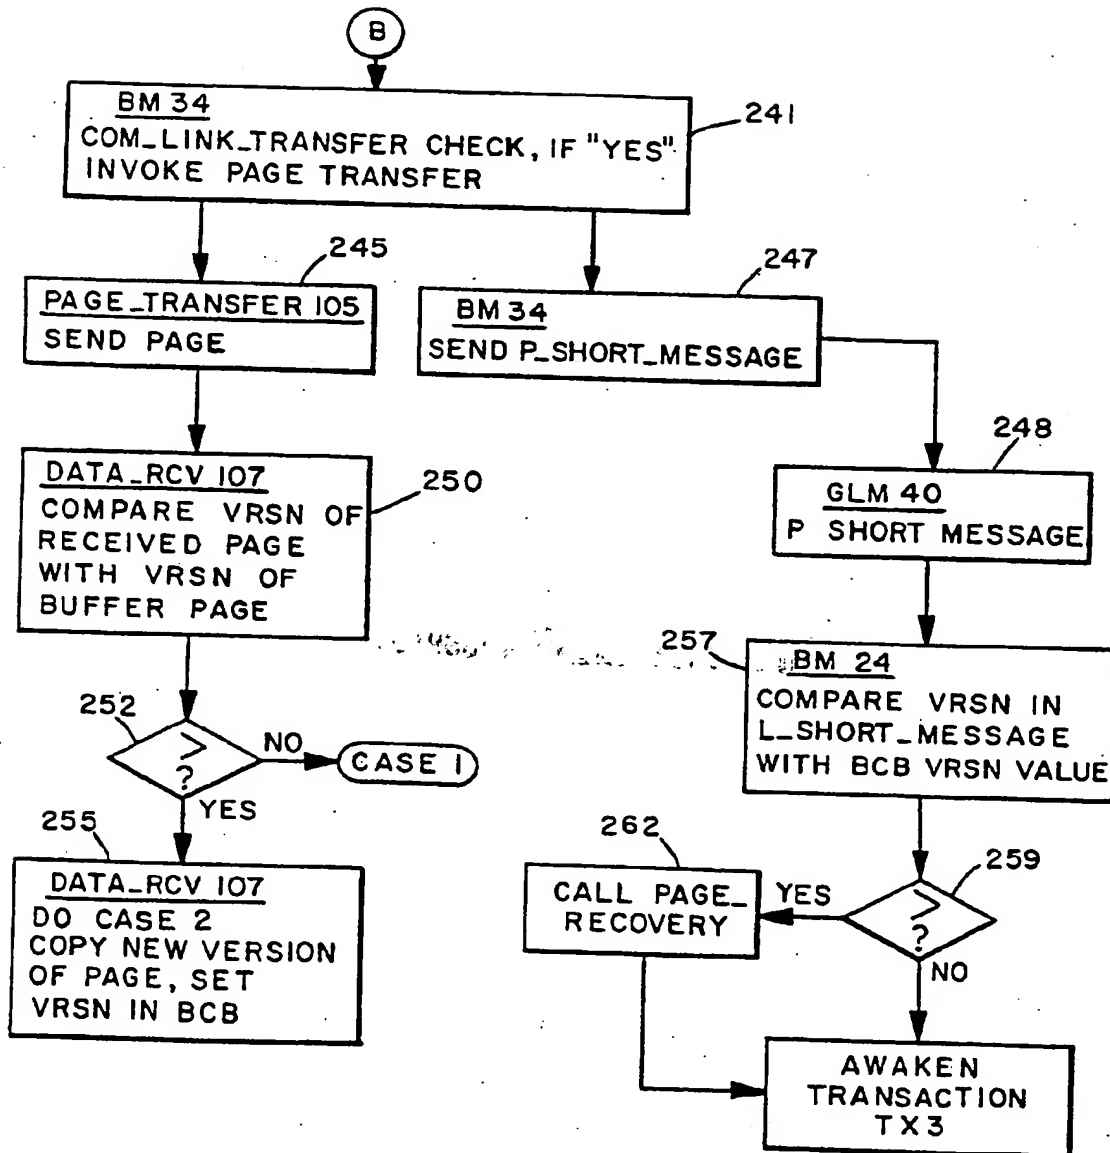 B
BM 34
COM_LINK_TRANSFER CHECK, IF "YES"
INVOKE PAGE TRANSFER
241
245
PAGE_TRANSFER 105
SEND PAGE
247
BM 34
SEND P_SHORT_MESSAGE
248
GLM 40
P SHORT MESSAGE
DATA_RCV 107
COMPARE VRSN OF
RECEIVED PAGE
WITH VRSN OF
BUFFER PAGE
250
257
BM 24
COMPARE VRSN IN
L_SHORT_MESSAGE
WITH BCB VRSN VALUE
252
>
?
NO
CASE 1
YES
255
DATA_RCV 107
DO CASE 2
COPY NEW VERSION
OF PAGE, SET
VRSN IN BCB
262
CALL PAGE_
RECOVERY
YES
259
>
?
NO
AWAKEN
TRANSACTION
TX3